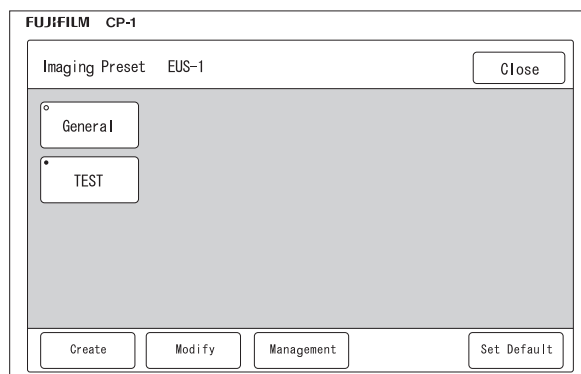 FUJIFILM CP-1
Imaging Preset EUS-1
Close
General
TEST
Create Modify Management Set Default